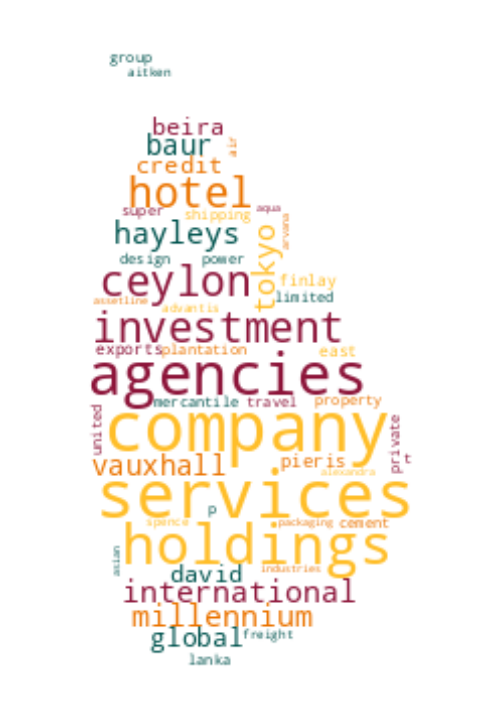 group
aitken
beira
baur air
credit
hotel
super shipping aqua
hayleys tokyo arvana
design power
ceylon finlay
assetline advantis limited
investment
exports plantation east
agencies
mercantile travel property
united company private
vauxhall pieris r
alexandra
services
p
spence packaging cement
holdings
asian david industries
international
millennium
global freight
lanka